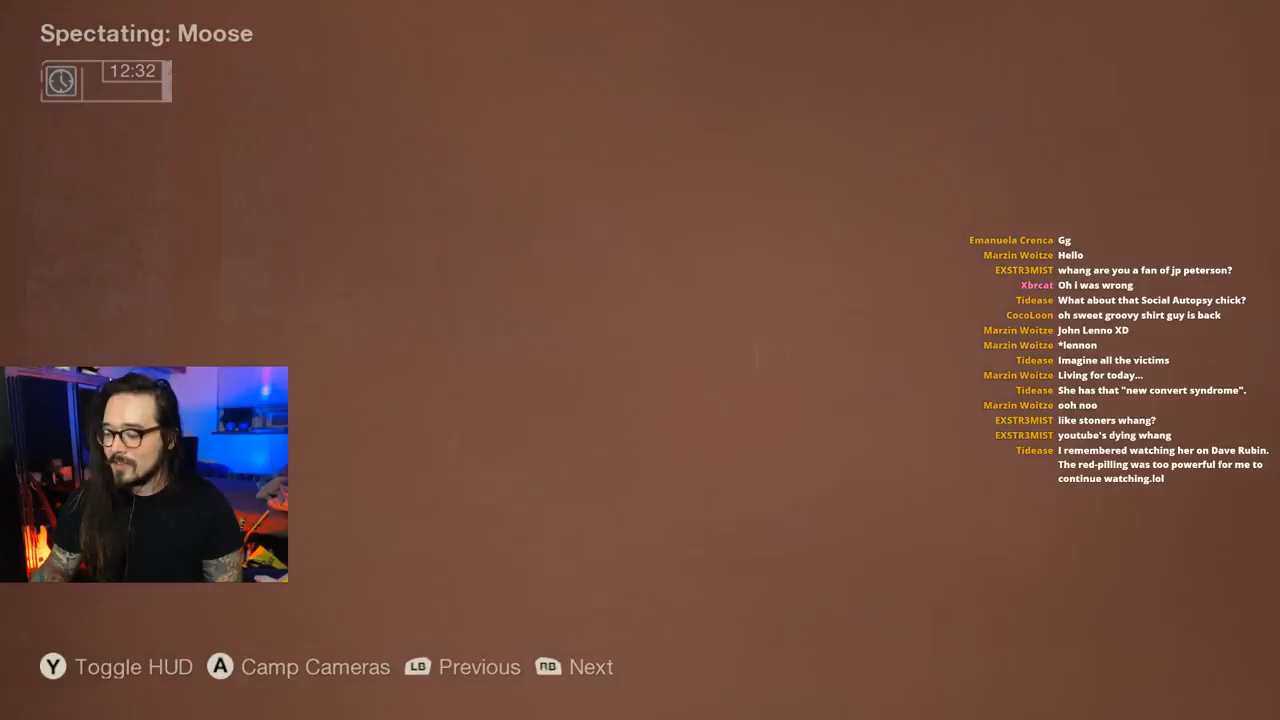 Spectating: Moose
12:32
Emanuela Crenca Gg
Marzin Woitze Hello
EXSTR3MIST whang are you a fan of jp peterson?
Xbrcat Oh i was wrong
Tidease What about that Social Autopsy chick?
CocoLoon oh sweet groovy shirt guy is back
Marzin Woitze John Lenno XD
Marzin Woitze *lennon
Tidease Imagine all the victims
Marzin Woitze Living for today...
Tidease She has that "new convert syndrome".
Marzin Woitze ooh noo
EXSTR3MIST like stoners whang?
EXSTR3MIST youtube's dying whang
Tidease I remembered watching her on Dave Rubin.
The red-pilling was too powerful for me to
continue watching.lol
Y Toggle HUD A Camp Cameras LB Previous RB Next